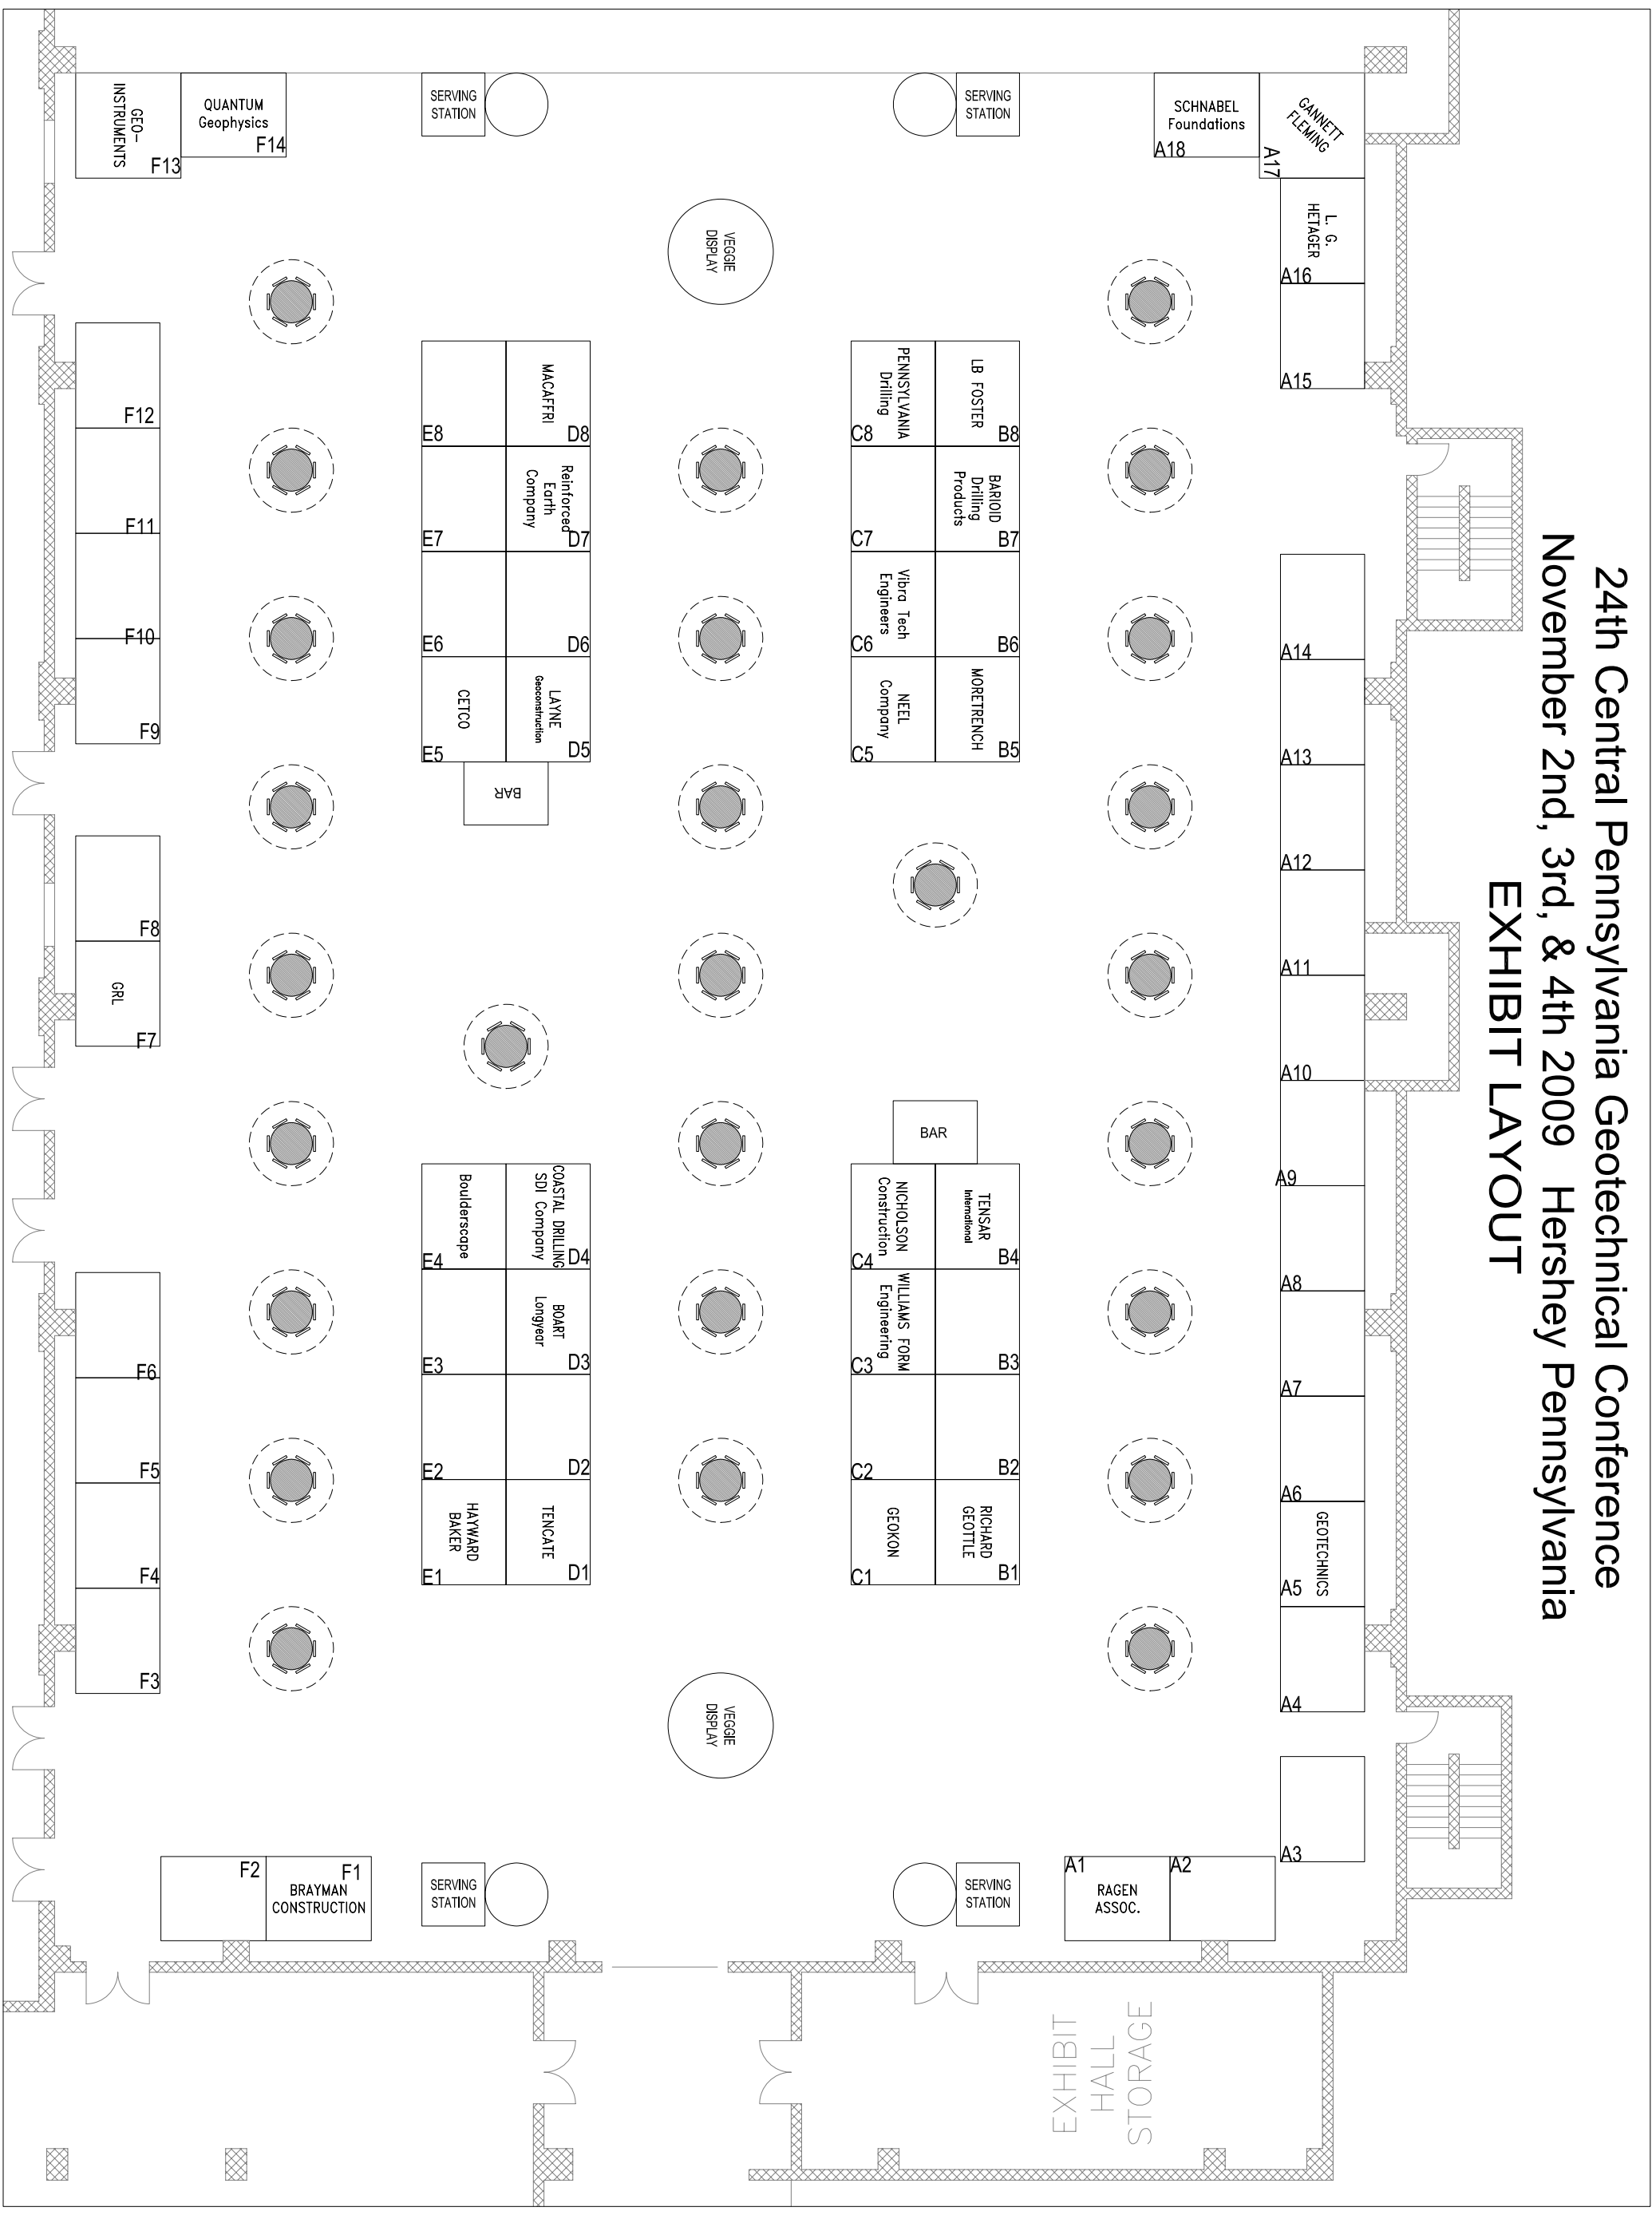 24th Central Pennsylvania Geotechnical Conference
November 2nd, 3rd, & 4th 2009 Hershey Pennsylvania
EXHIBIT LAYOUT
GEO-
INSTRUMENTS
F13
QUANTUM
Geophysics
F14
SERVING
STATION
SERVING
STATION
SCHNABEL
Foundations
A18
GANNETT
FLEMING
A17
L. G.
HETAGER
A16
A15
VEGGIE
DISPLAY
F12
F11
F10
F9
F8
GRL
F7
F6
F5
F4
F3
E8
MACAFFRI
D8
E7
Reinforced
Earth
Company
D7
E6
D6
CETCO
E5
LAYNE
Geoconstruction
D5
BAR
PENNSYLVANIA
Drilling
C8
LB FOSTER
B8
C7
BARIOID
Drilling
Products
B7
Vibra Tech
Engineers
C6
B6
NEEL
Company
C5
MORETRENCH
B5
A14
A13
A12
A11
A10
A9
A8
A7
A6
GEOTECHNICS
A5
A4
A3
BAR
Boulderscape
E4
COASTAL DRILLING
SDI Company
D4
E3
BOART
Longyear
D3
E2
D2
HAYWARD
BAKER
E1
TENCATE
D1
NICHOLSON
Construction
C4
TENSAR
International
B4
WILLIAMS FORM
Engineering
C3
B3
C2
B2
GEOKON
C1
RICHARD
GEOTTLE
B1
VEGGIE
DISPLAY
F2
F1
BRAYMAN
CONSTRUCTION
SERVING
STATION
SERVING
STATION
A1
RAGEN
ASSOC.
A2
EXHIBIT
HALL
STORAGE